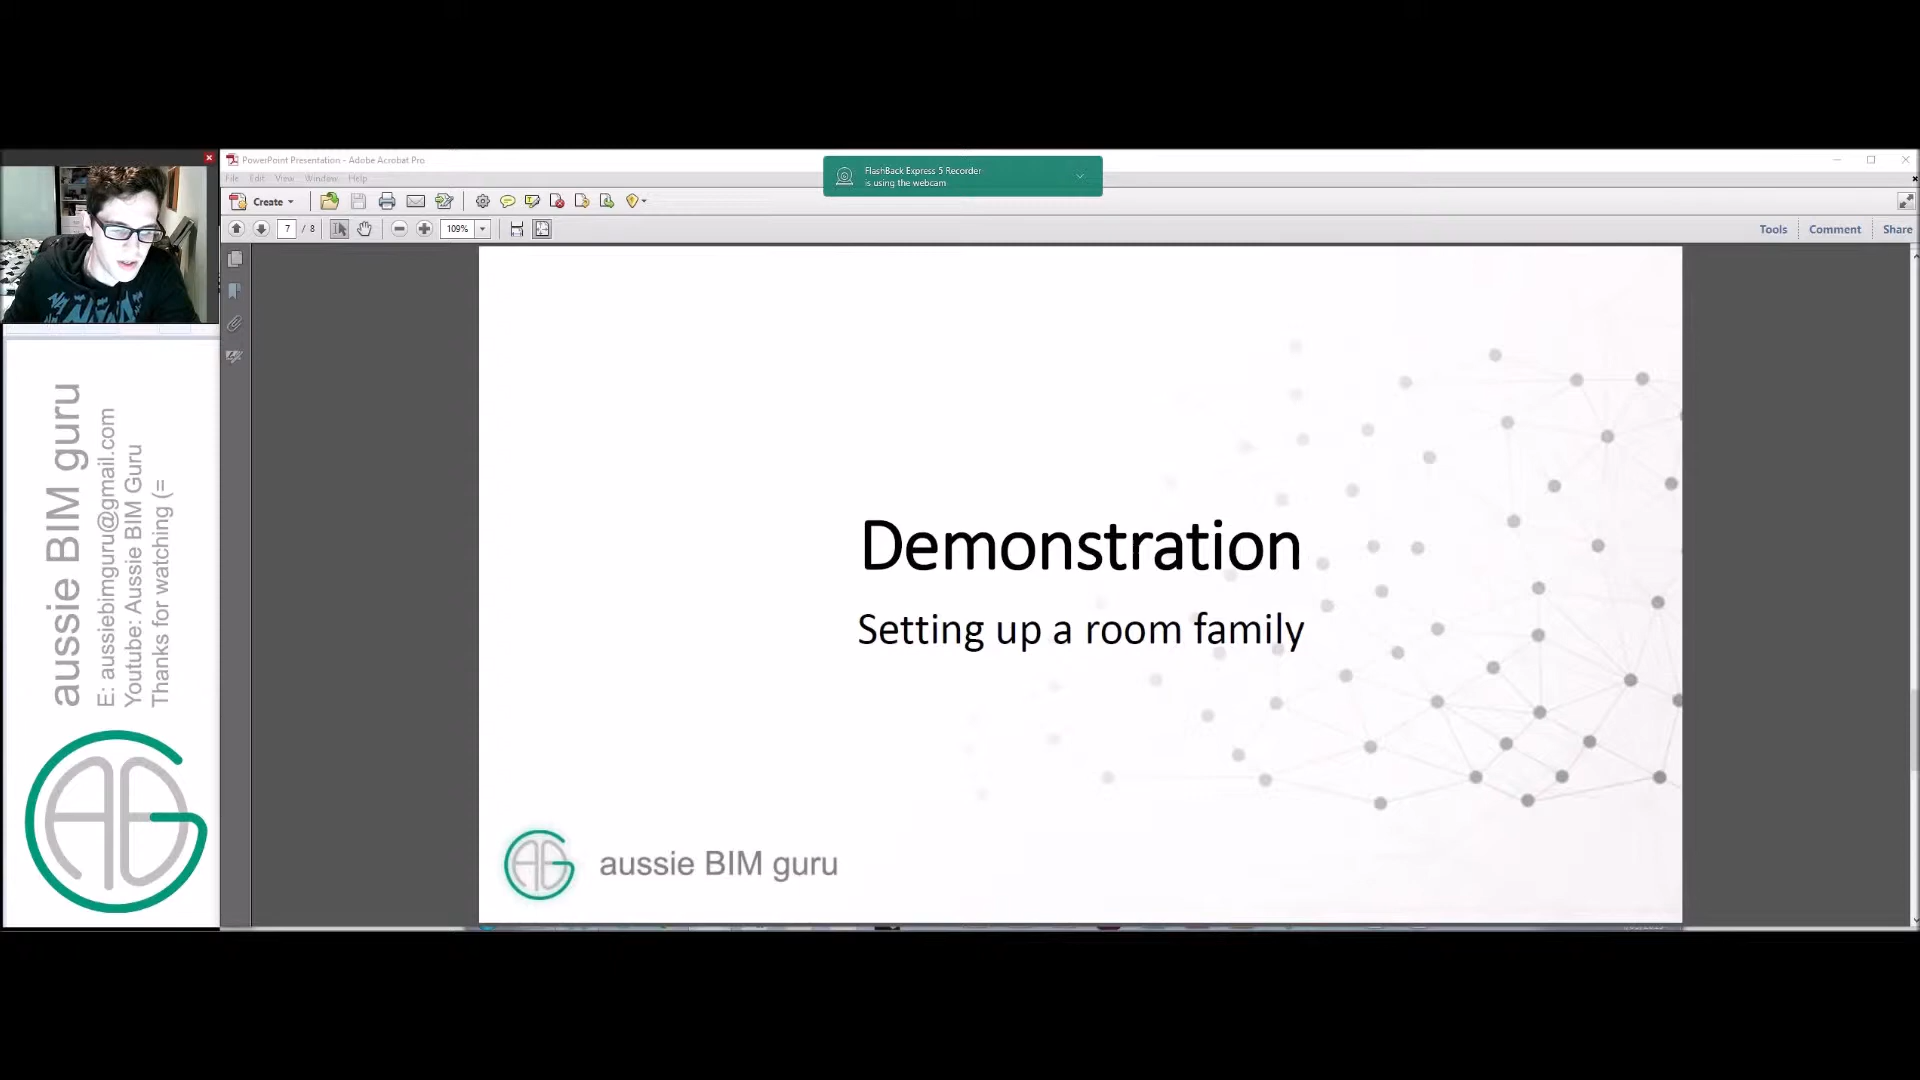 PowerPoint Presentation - Adobe Acrobat Pro
File Edit View Window Help
FlashBack Express 5 Recorder
is using the webcam
Create
7 / 8
109%
Tools Comment Share
Demonstration
Setting up a room family
aussie BIM guru
aussie BIM guru
E: aussiebimguru@gmail.com
Youtube: Aussie BIM Guru
Thanks for watching (=